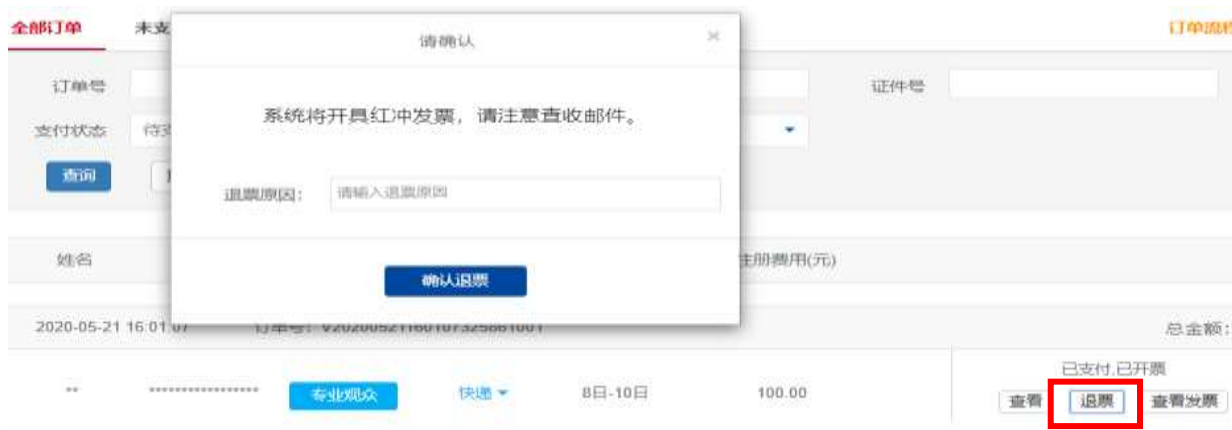 全部订单 未支 订单流程
请确认 ×
订单号 证件号
系统将开具红冲发票，请注意查收邮件。
支付状态 待支
查询
退票原因： 请输入退票原因
姓名 注册费用(元)
确认退票
2020-05-21 16:01:07 订单号： V20200521160107325861001 总金额：
已支付,已开票
** **************** 专业观众 快递 8日-10日 100.00
查看 退票 查看发票